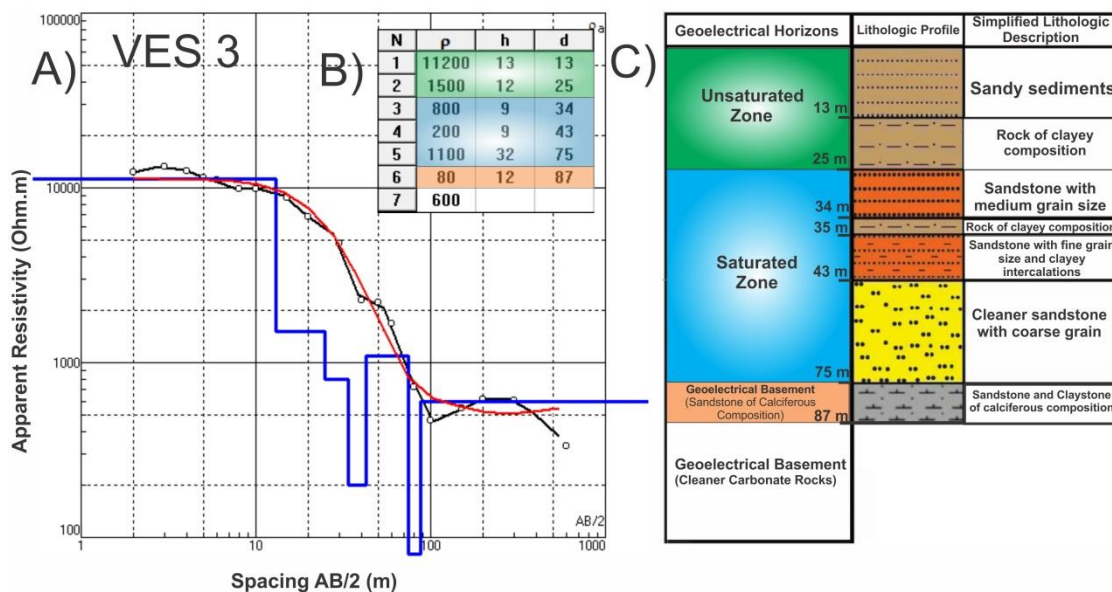 A)
VES 3
100000
10000
1000
100
1
10
100
1000
AB/2
ρa
Apparent Resistivity (Ohm.m)
Spacing AB/2 (m)
B)
N ρ h d
1 11200 13 13
2 1500 12 25
3 800 9 34
4 200 9 43
5 1100 32 75
6 80 12 87
7 600
C)
Geoelectrical Horizons
Lithologic Profile
Simplified Lithologic
Description
Unsaturated
Zone
13 m
25 m
Sandy sediments
Rock of clayey
composition
Saturated
Zone
34 m
35 m
43 m
75 m
Sandstone with
medium grain size
Rock of clayey composition
Sandstone with fine grain
size and clayey
intercalations
Cleaner sandstone
with coarse grain
Geoelectrical Basement
(Sandstone of Calciferous
Composition)
87 m
Sandstone and Claystone
of calciferous composition
Geoelectrical Basement
(Cleaner Carbonate Rocks)